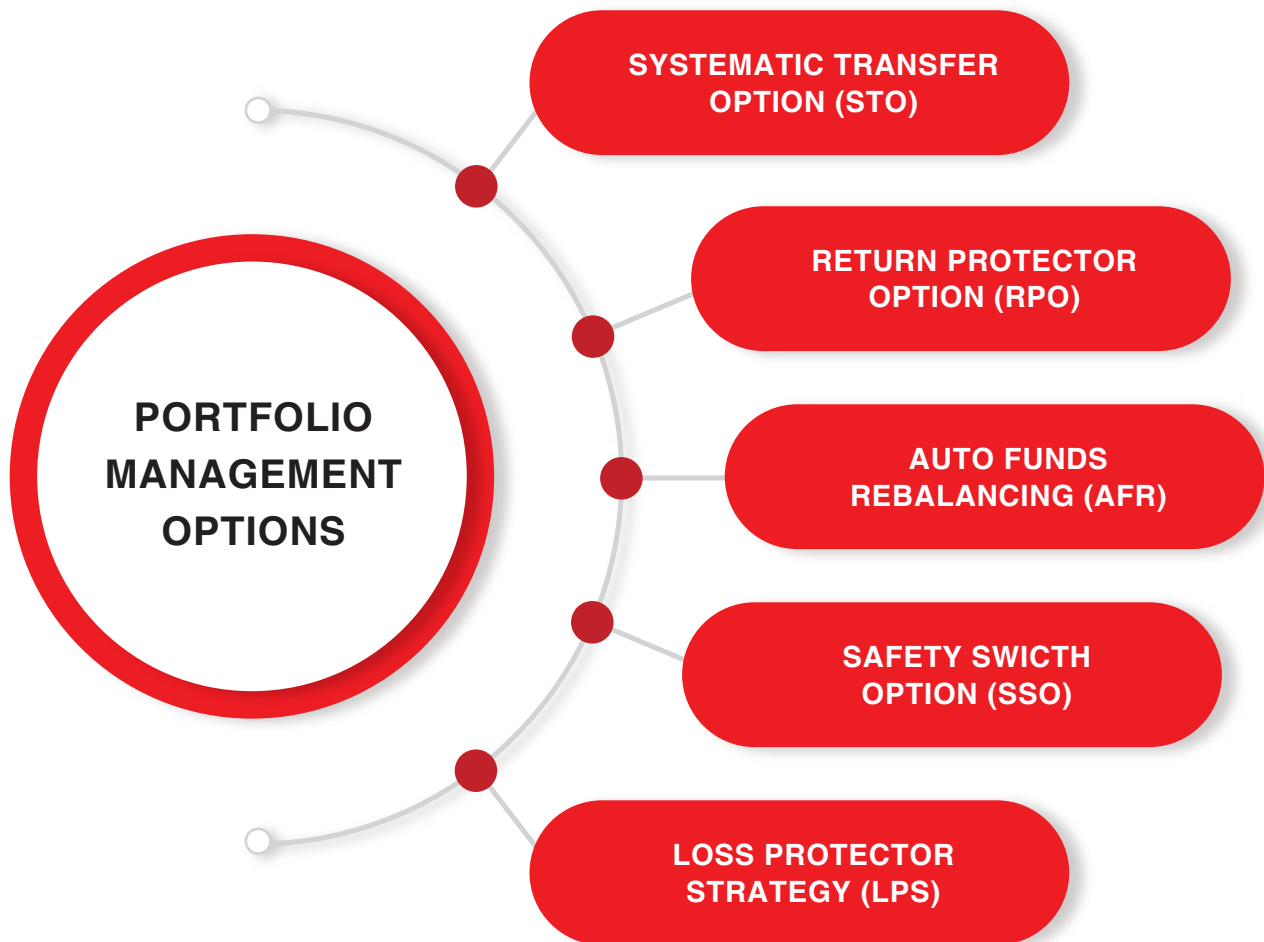 PORTFOLIO
MANAGEMENT
OPTIONS
SYSTEMATIC TRANSFER
OPTION (STO)
RETURN PROTECTOR
OPTION (RPO)
AUTO FUNDS
REBALANCING (AFR)
SAFETY SWICTH
OPTION (SSO)
LOSS PROTECTOR
STRATEGY (LPS)